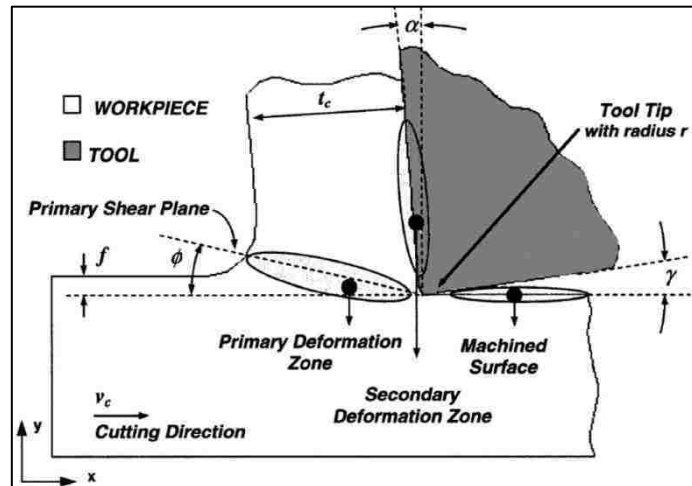 α
WORKPIECE
TOOL
t_c
Tool Tip
with radius r
Primary Shear Plane
f
ϕ
γ
Primary Deformation
Zone
Machined
Surface
Secondary
Deformation Zone
v_c
Cutting Direction
y
x